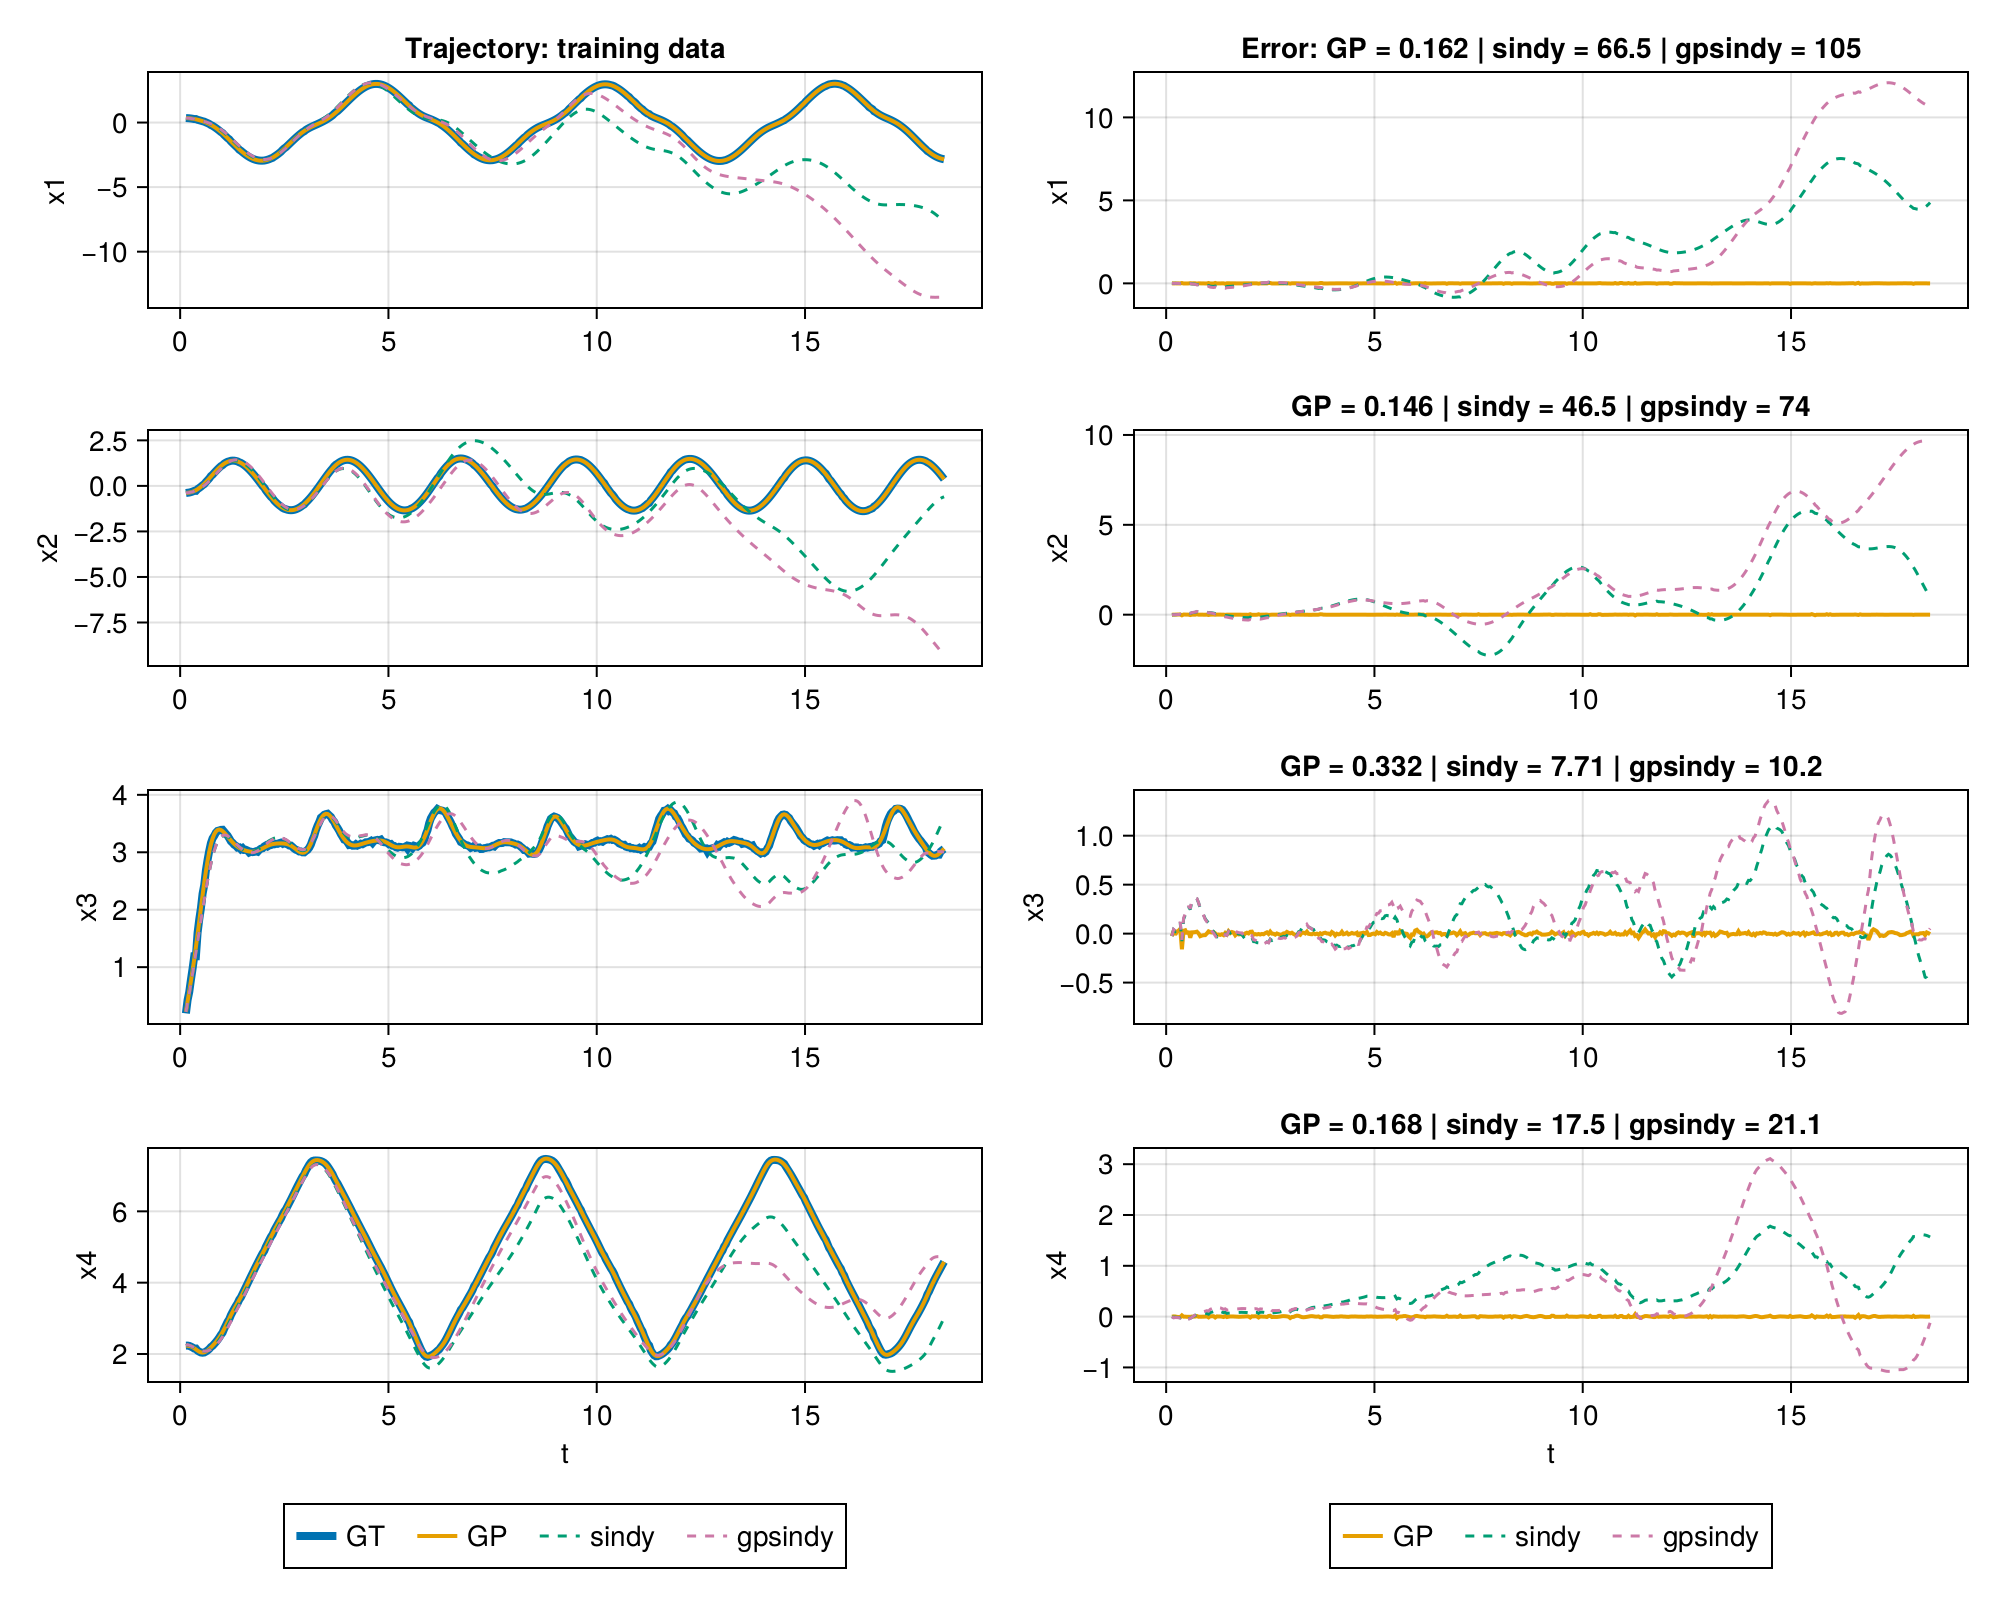 Trajectory: training data
Error: GP = 0.162 | sindy = 66.5 | gpsindy = 105
x1
0
−5
−10
0 5 10 15
x1
10
5
0
0 5 10 15
GP = 0.146 | sindy = 46.5 | gpsindy = 74
x2
2.5
0.0
−2.5
−5.0
−7.5
0 5 10 15
x2
10
5
0
0 5 10 15
GP = 0.332 | sindy = 7.71 | gpsindy = 10.2
x3
4
3
2
1
0 5 10 15
x3
1.0
0.5
0.0
−0.5
0 5 10 15
GP = 0.168 | sindy = 17.5 | gpsindy = 21.1
x4
6
4
2
0 5 10 15
t
x4
3
2
1
0
−1
0 5 10 15
t
GT GP sindy gpsindy
GP sindy gpsindy